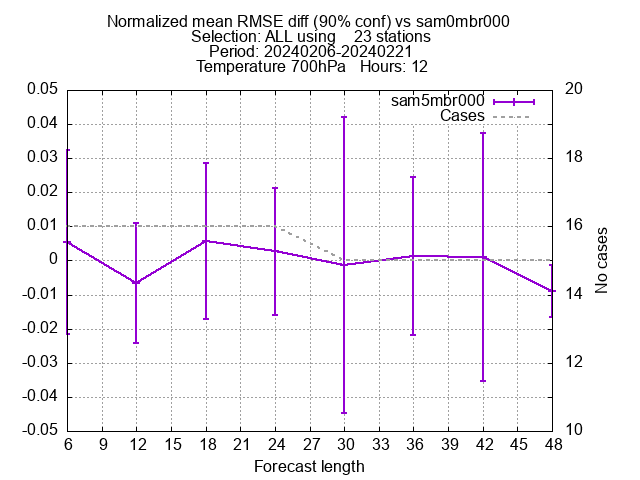 Normalized mean RMSE diff (90% conf) vs sam0mbr000
Selection: ALL using    23 stations
Period: 20240206-20240221
Temperature 700hPa   Hours: 12
sam5mbr000
Cases
0.05
0.04
0.03
0.02
0.01
0
-0.01
-0.02
-0.03
-0.04
-0.05
20
18
16
14
12
10
No cases
6 9 12 15 18 21 24 27 30 33 36 39 42 45 48
Forecast length